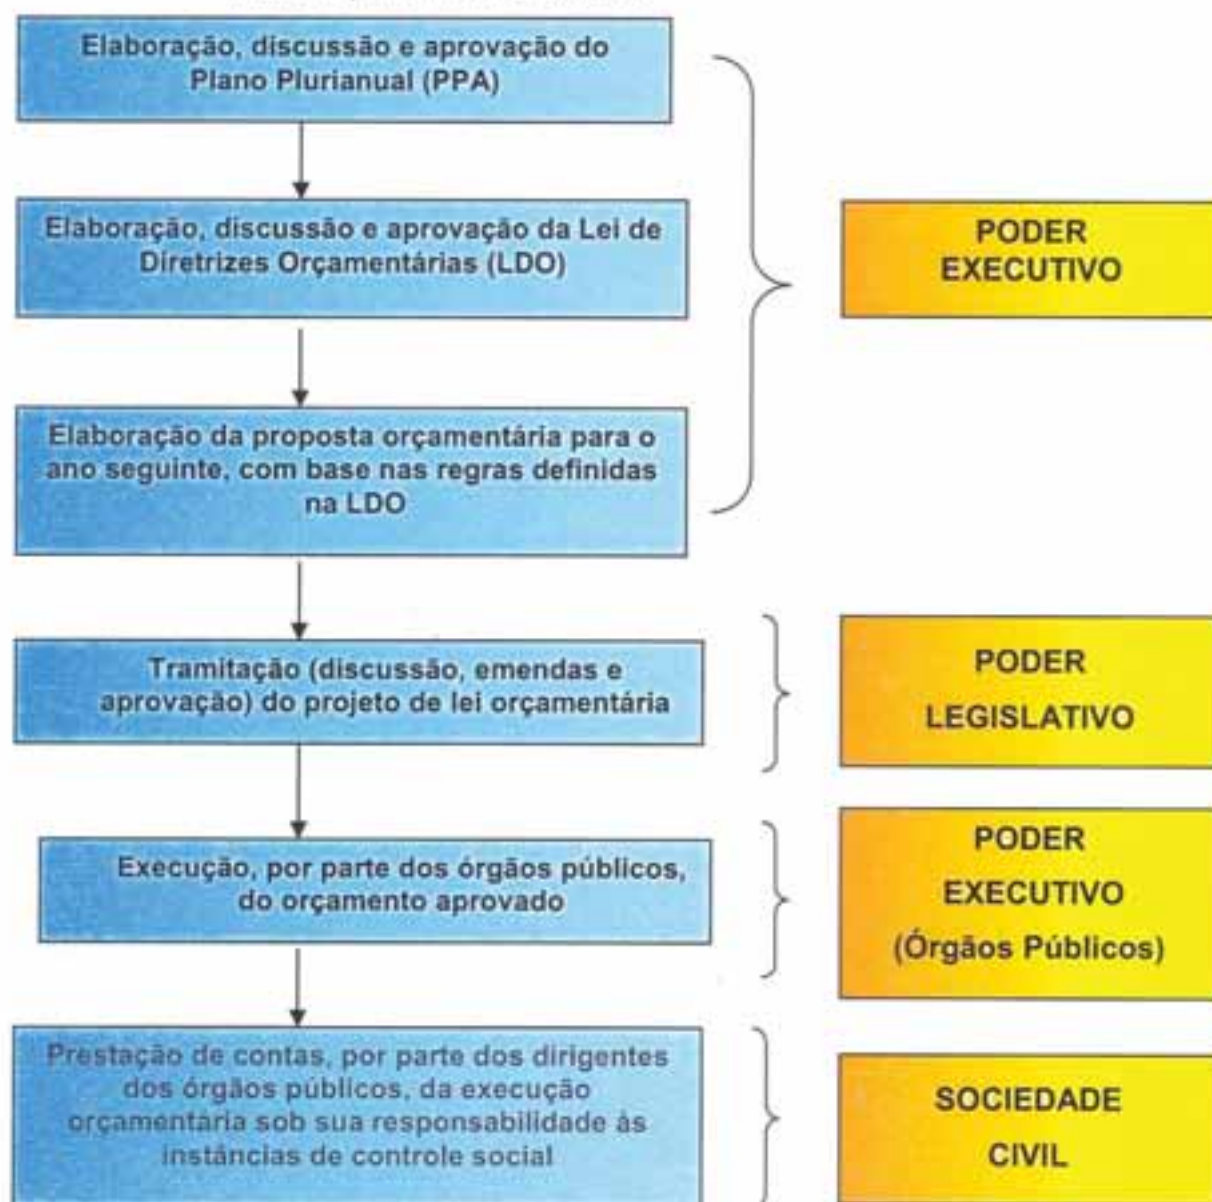 Elaboração, discussão e aprovação do
Plano Plurianual (PPA)
Elaboração, discussão e aprovação da Lei de
Diretrizes Orçamentárias (LDO)
PODER
EXECUTIVO
Elaboração da proposta orçamentária para o
ano seguinte, com base nas regras definidas
na LDO
Tramitação (discussão, emendas e
aprovação) do projeto de lei orçamentária
PODER
LEGISLATIVO
Execução, por parte dos órgãos públicos,
do orçamento aprovado
PODER
EXECUTIVO
(Órgãos Públicos)
Prestação de contas, por parte dos dirigentes
dos órgãos públicos, da execução
orçamentária sob sua responsabilidade às
instâncias de controle social
SOCIEDADE
CIVIL